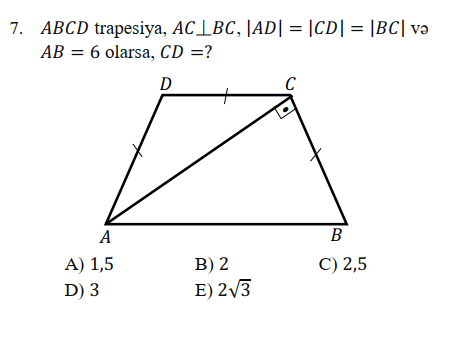 7. ABCD trapesiya, AC⊥BC, |AD| = |CD| = |BC| və
AB = 6 olarsa, CD =?
D C
A B
A) 1,5 B) 2 C) 2,5
D) 3 E) 2√3